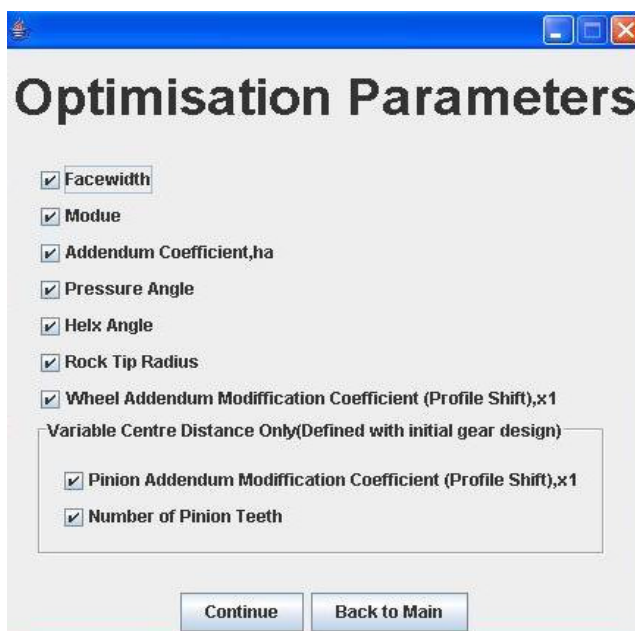 Optimisation Parameters
Facewidth
Modue
Addendum Coefficient,ha
Pressure Angle
Helx Angle
Rock Tip Radius
Wheel Addendum Modiffication Coefficient (Profile Shift),x1
Variable Centre Distance Only(Defined with initial gear design)
Pinion Addendum Modiffication Coefficient (Profile Shift),x1
Number of Pinion Teeth
Continue Back to Main